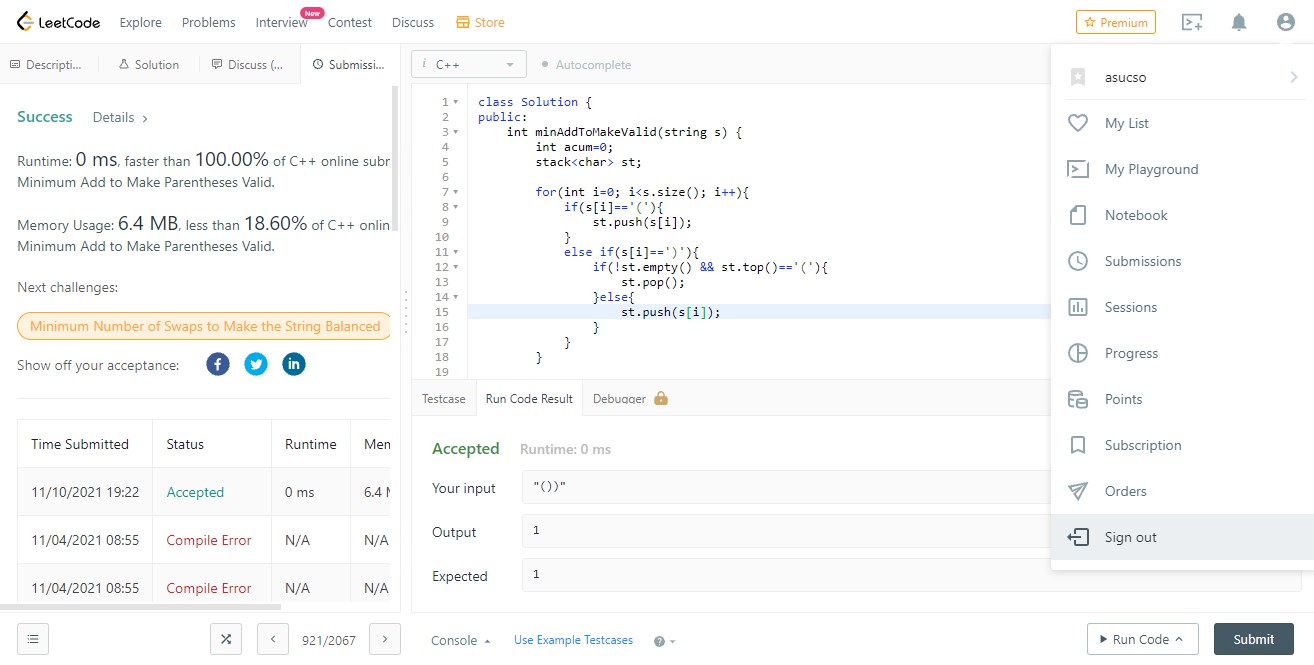 LeetCode Explore Problems Interview New Contest Discuss Store Premium
Descripti... Solution Discuss (... Submissi...
Success Details >
Runtime: 0 ms, faster than 100.00% of C++ online subr
Minimum Add to Make Parentheses Valid.
Memory Usage: 6.4 MB, less than 18.60% of C++ onlin
Minimum Add to Make Parentheses Valid.
Next challenges:
Minimum Number of Swaps to Make the String Balanced
Show off your acceptance:
Time Submitted Status Runtime Mem
11/10/2021 19:22 Accepted 0 ms 6.4 M
11/04/2021 08:55 Compile Error N/A N/A
11/04/2021 08:55 Compile Error N/A N/A
921/2067
i C++ Autocomplete
1 class Solution {
2 public:
3 int minAddToMakeValid(string s) {
4 int acum=0;
5 stack<char> st;
6
7 for(int i=0; i<s.size(); i++){
8 if(s[i]=='('){
9 st.push(s[i]);
10 }
11 else if(s[i]==')'){
12 if(!st.empty() && st.top()=='('){
13 st.pop();
14 }else{
15 st.push(s[i]);
16 }
17 }
18 }
19
Testcase Run Code Result Debugger
Accepted Runtime: 0 ms
Your input "())"
Output 1
Expected 1
Console Use Example Testcases ?
Run Code Submit
asucso
My List
My Playground
Notebook
Submissions
Sessions
Progress
Points
Subscription
Orders
Sign out